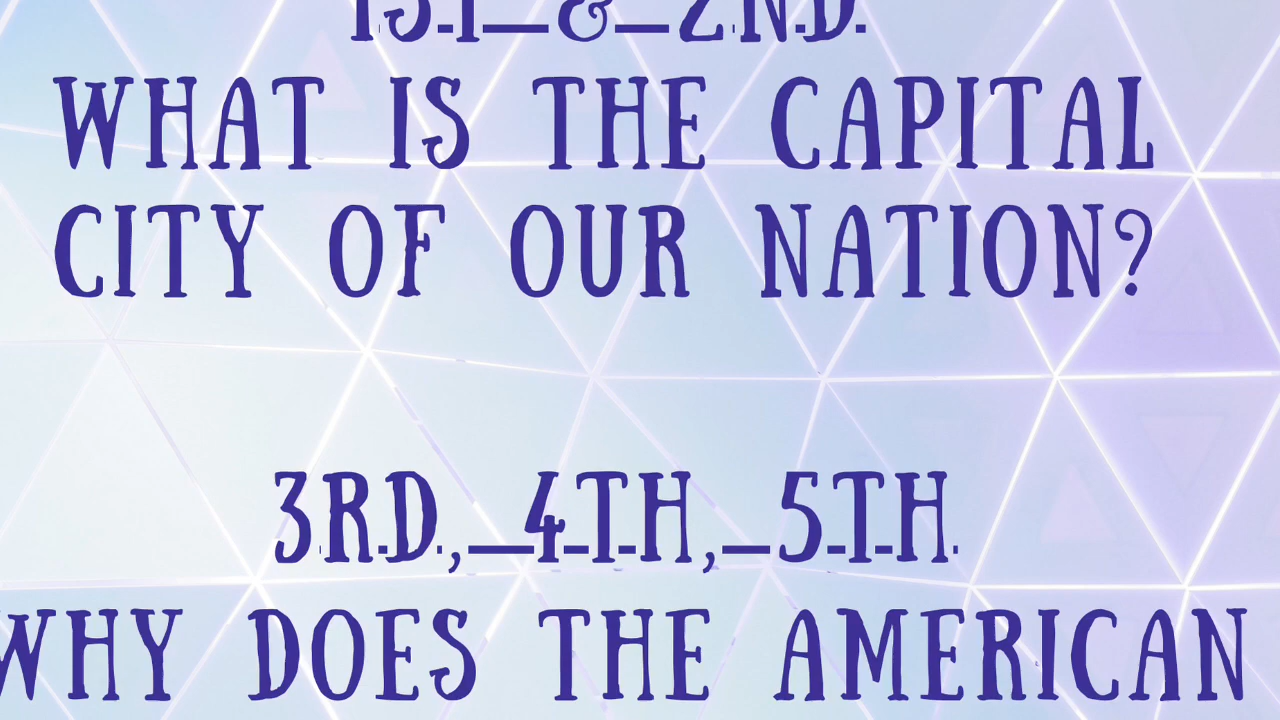 1ST & 2ND
WHAT IS THE CAPITAL
CITY OF OUR NATION?
3RD, 4TH, 5TH
WHY DOES THE AMERICAN